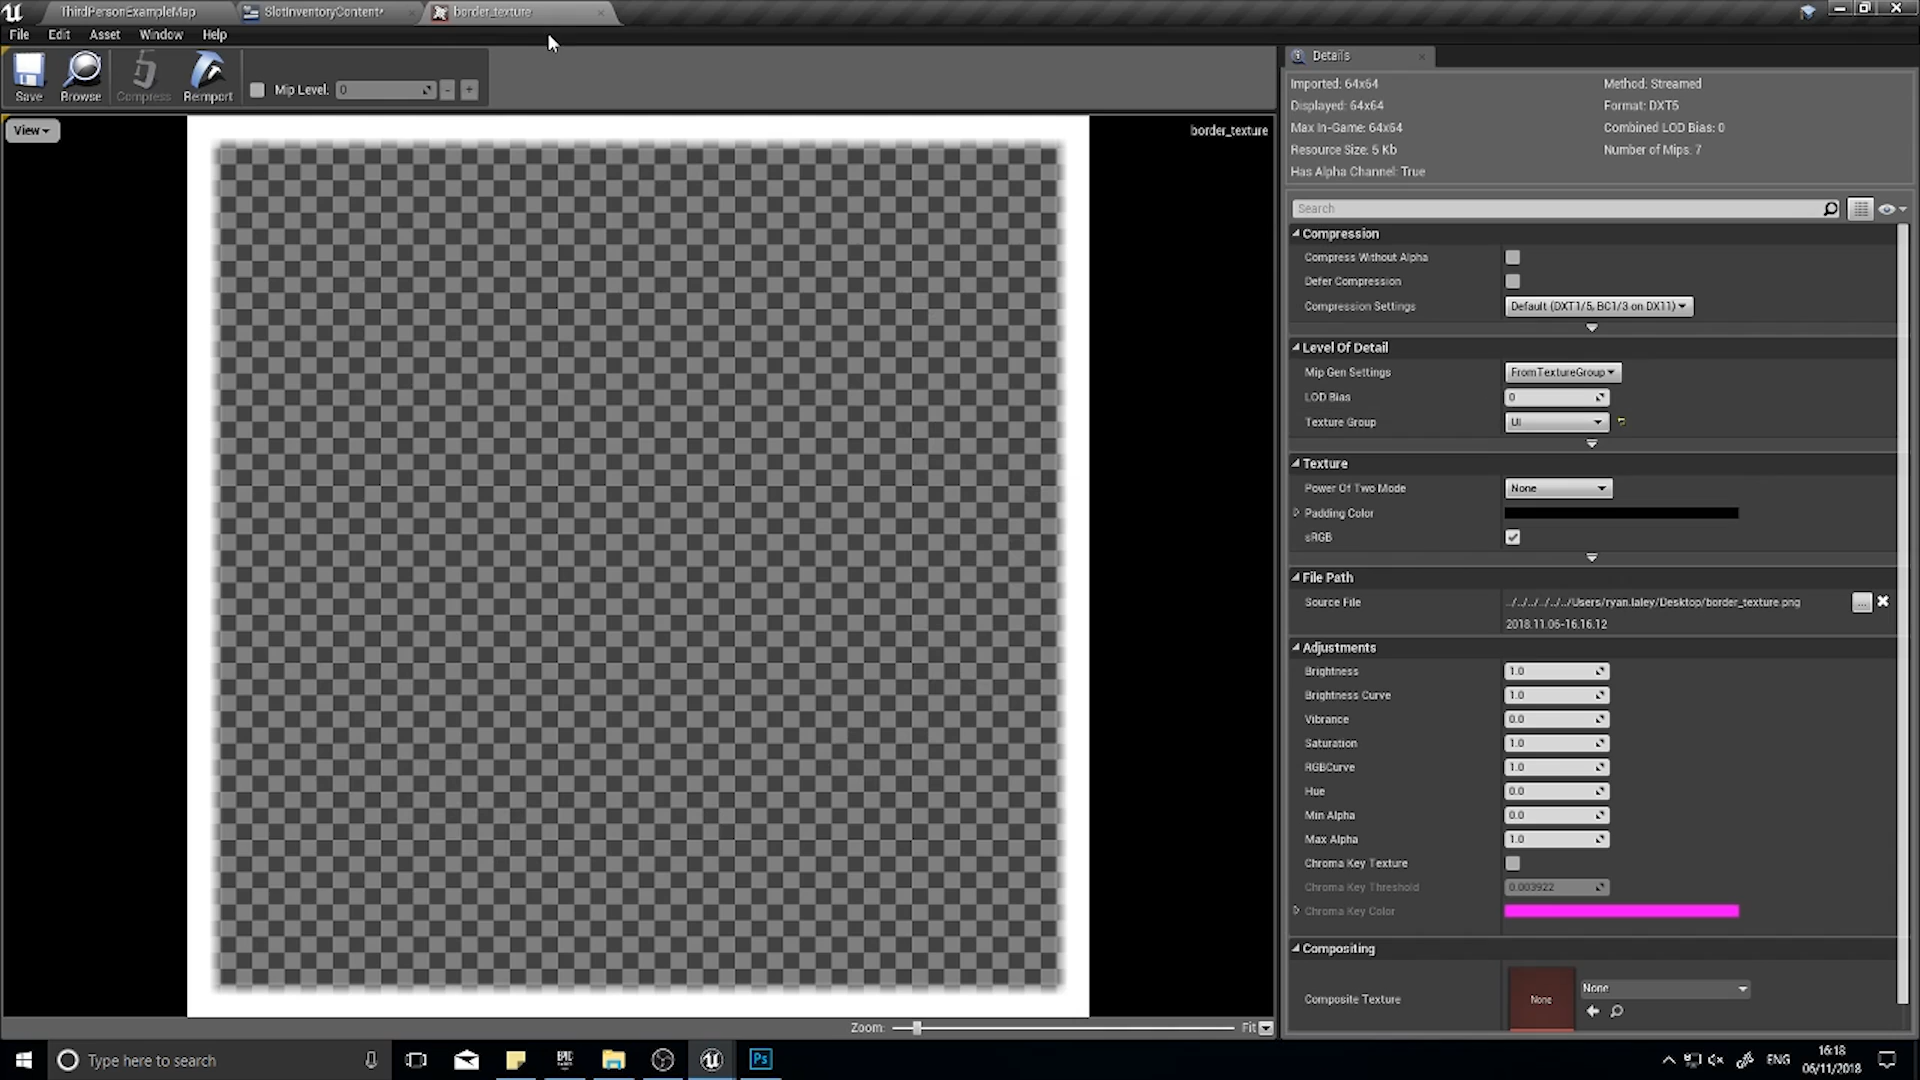 ThirdPersonExampleMap
SlotInventoryContent*
border_texture
File Edit Asset Window Help
Save Browse Compress Reimport
Mip Level: 0 - +
View
border_texture
Zoom: Fit
Details
Imported: 64x64 Method: Streamed
Displayed: 64x64 Format: DXT5
Max In-Game: 64x64 Combined LOD Bias: 0
Resource Size: 5 Kb Number of Mips: 7
Has Alpha Channel: True
Search
Compression
Compress Without Alpha
Defer Compression
Compression Settings Default (DXT1/5, BC1/3 on DX11)
Level Of Detail
Mip Gen Settings FromTextureGroup
LOD Bias 0
Texture Group UI
Texture
Power Of Two Mode None
Padding Color
sRGB
File Path
Source File ../../../../../../Users/ryan.laley/Desktop/border_texture.png ...
2018.11.06-16.16.12
Adjustments
Brightness 1.0
Brightness Curve 1.0
Vibrance 0.0
Saturation 1.0
RGBCurve 1.0
Hue 0.0
Min Alpha 0.0
Max Alpha 1.0
Chroma Key Texture
Chroma Key Threshold 0.003922
Chroma Key Color
Compositing
Composite Texture None None
Type here to search
EPIC GAMES
Ps
ENG
16:18
06/11/2018